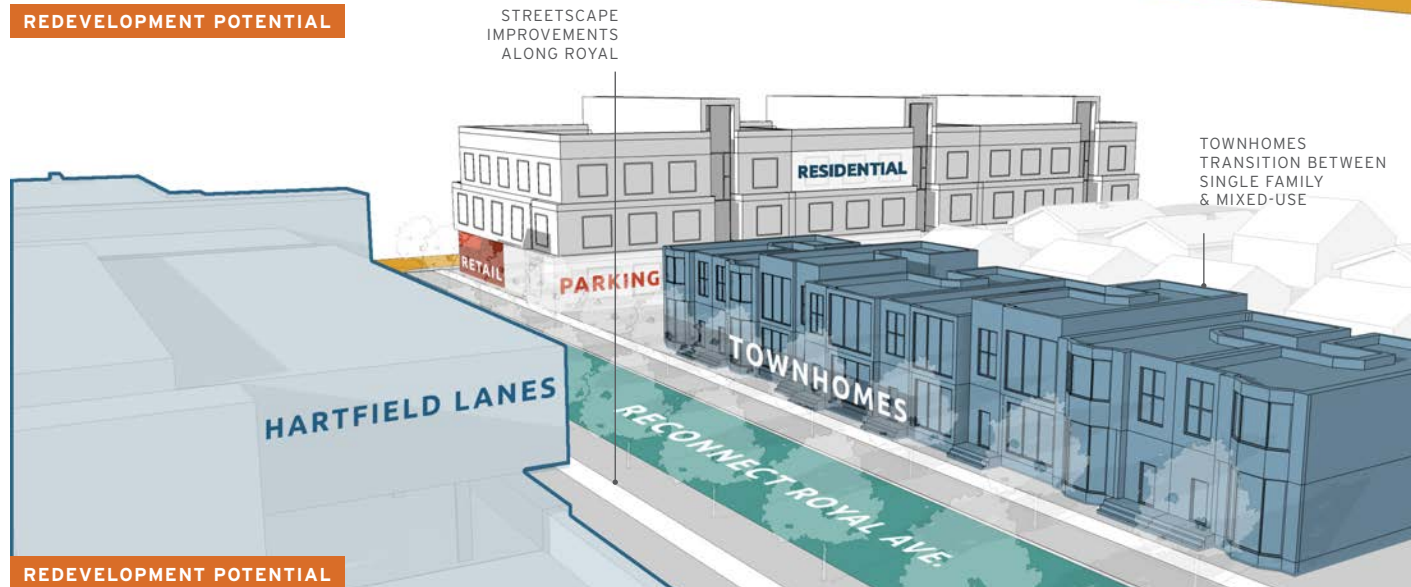 REDEVELOPMENT POTENTIAL
STREETSCAPE
IMPROVEMENTS
ALONG ROYAL
TOWNHOMES
TRANSITION BETWEEN
SINGLE FAMILY
& MIXED-USE
RESIDENTIAL
RETAIL
PARKING
TOWNHOMES
HARTFIELD LANES
RECONNECT ROYAL AVE.
REDEVELOPMENT POTENTIAL